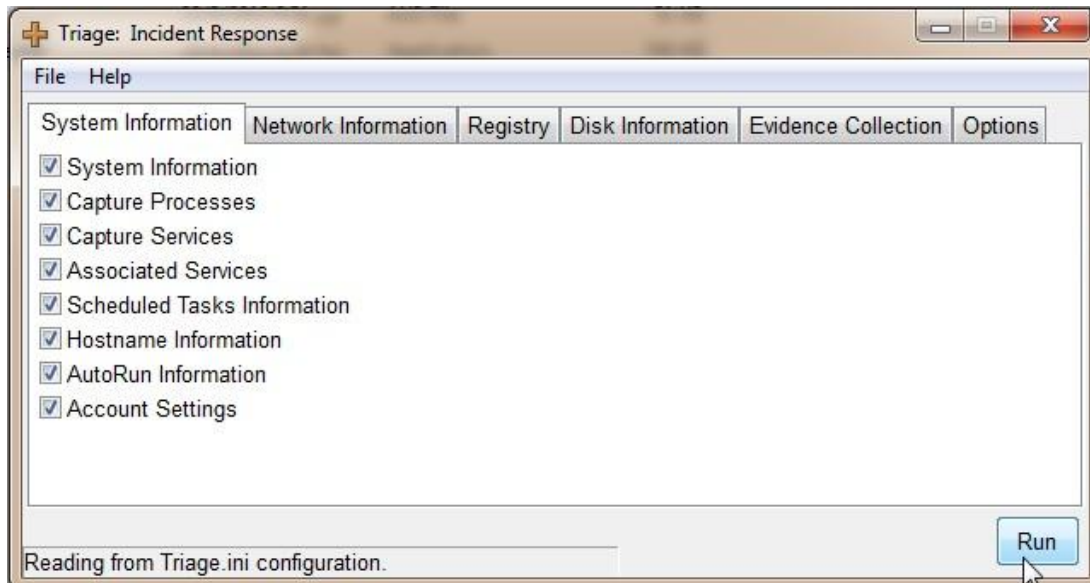 Triage: Incident Response
File Help
System Information Network Information Registry Disk Information Evidence Collection Options
System Information
Capture Processes
Capture Services
Associated Services
Scheduled Tasks Information
Hostname Information
AutoRun Information
Account Settings
Run
Reading from Triage.ini configuration.